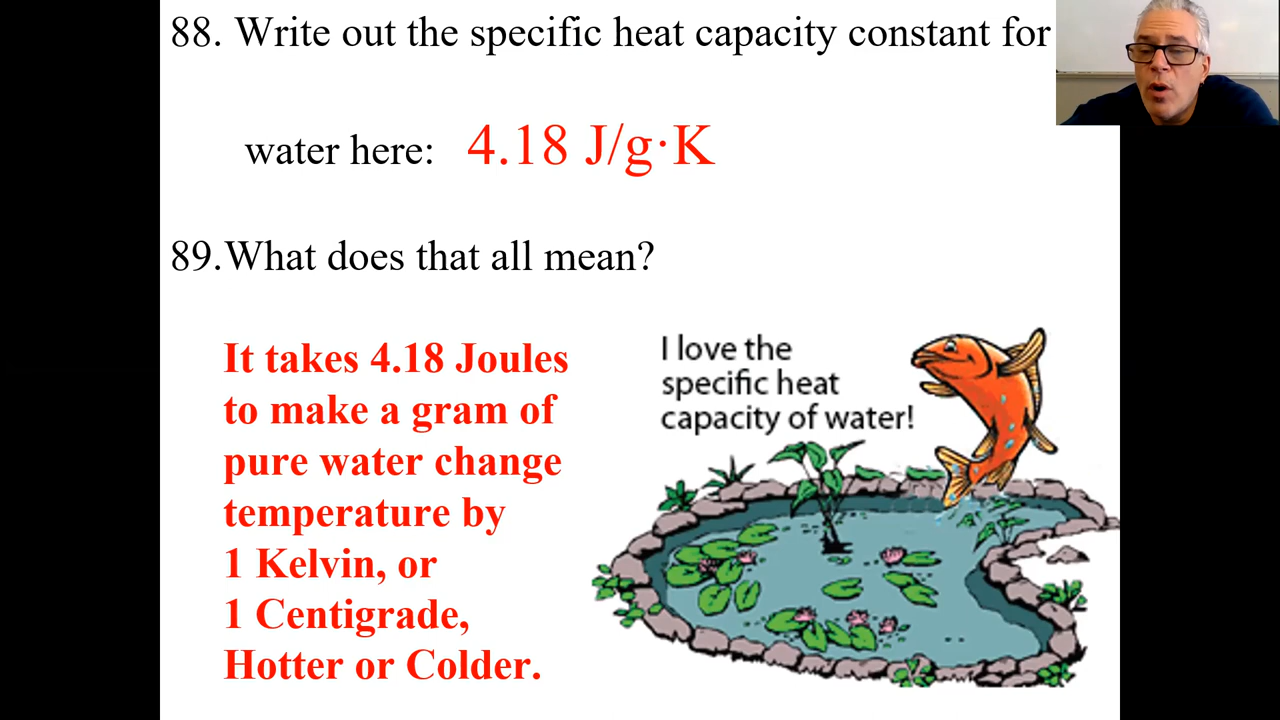 88. Write out the specific heat capacity constant for
water here: 4.18 J/g·K
89.What does that all mean?
It takes 4.18 Joules
to make a gram of
pure water change
temperature by
1 Kelvin, or
1 Centigrade,
Hotter or Colder.
I love the
specific heat
capacity of water!